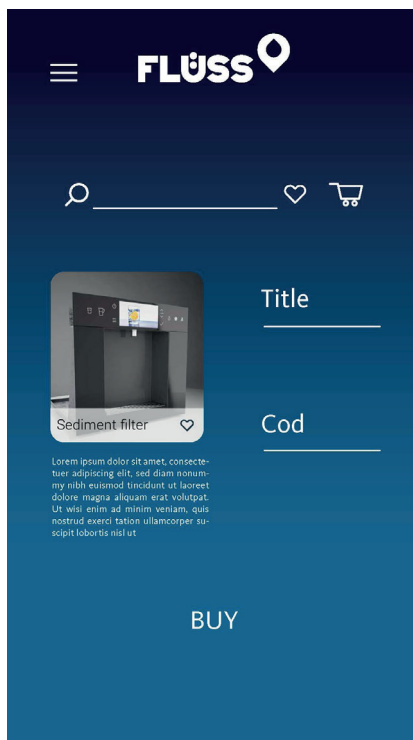 FLÜSS
Title
Sediment filter
Cod
Lorem ipsum dolor sit amet, consecte-
tuer adipiscing elit, sed diam nonum-
my nibh euismod tincidunt ut laoreet
dolore magna aliquam erat volutpat.
Ut wisi enim ad minim veniam, quis
nostrud exerci tation ullamcorper su-
scipit lobortis nisl ut
BUY